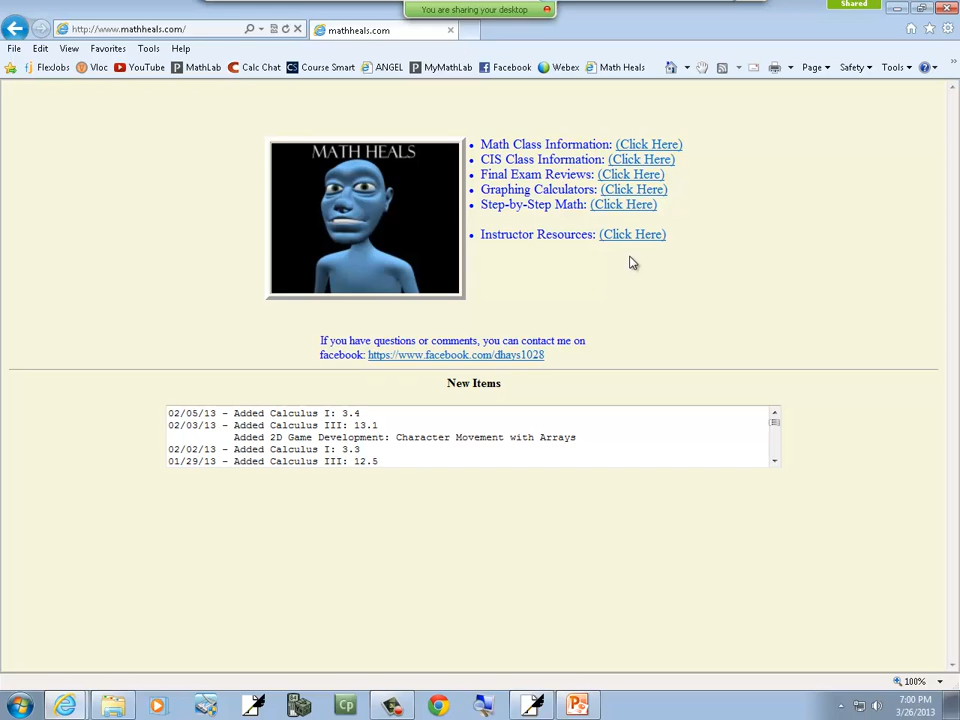 You are sharing your desktop
Shared
http://www.mathheals.com/
mathheals.com
File Edit View Favorites Tools Help
FlexJobs Vloc YouTube MathLab Calc Chat Course Smart ANGEL MyMathLab Facebook Webex Math Heals Page Safety Tools
MATH HEALS
• Math Class Information: (Click Here)
• CIS Class Information: (Click Here)
• Final Exam Reviews: (Click Here)
• Graphing Calculators: (Click Here)
• Step-by-Step Math: (Click Here)
• Instructor Resources: (Click Here)
If you have questions or comments, you can contact me on
facebook: https://www.facebook.com/dhays1028
New Items
02/05/13 - Added Calculus I: 3.4
02/03/13 - Added Calculus III: 13.1
Added 2D Game Development: Character Movement with Arrays
02/02/13 - Added Calculus I: 3.3
01/29/13 - Added Calculus III: 12.5
100%
7:00 PM
3/26/2013